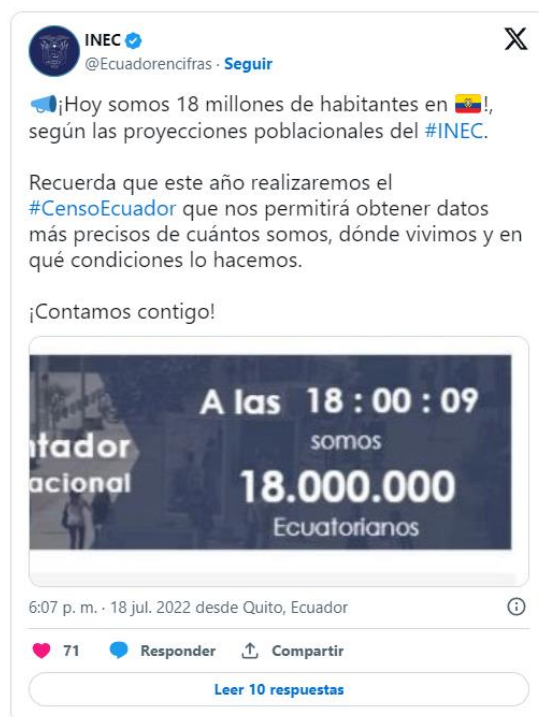 INEC
@Ecuadorencifras · Seguir
📣¡Hoy somos 18 millones de habitantes en 🇪🇨!,
según las proyecciones poblacionales del #INEC.
Recuerda que este año realizaremos el
#CensoEcuador que nos permitirá obtener datos
más precisos de cuántos somos, dónde vivimos y en
qué condiciones lo hacemos.
¡Contamos contigo!
ntador
acional
A las 18 : 00 : 09
somos
18.000.000
Ecuatorianos
6:07 p. m. · 18 jul. 2022 desde Quito, Ecuador
71 Responder Compartir
Leer 10 respuestas